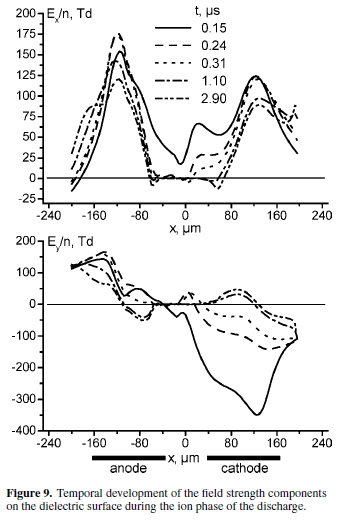 Eₓ/n, Td
t, μs
0.15
0.24
0.31
1.10
2.90
200
175
150
125
100
75
50
25
0
-25
-240 -160 -80 0 80 160 240
x, μm
Eᵧ/n, Td
200
100
0
-100
-200
-300
-400
-240 -160 -80 0 80 160 240
x, μm
anode cathode
Figure 9. Temporal development of the field strength components
on the dielectric surface during the ion phase of the discharge.